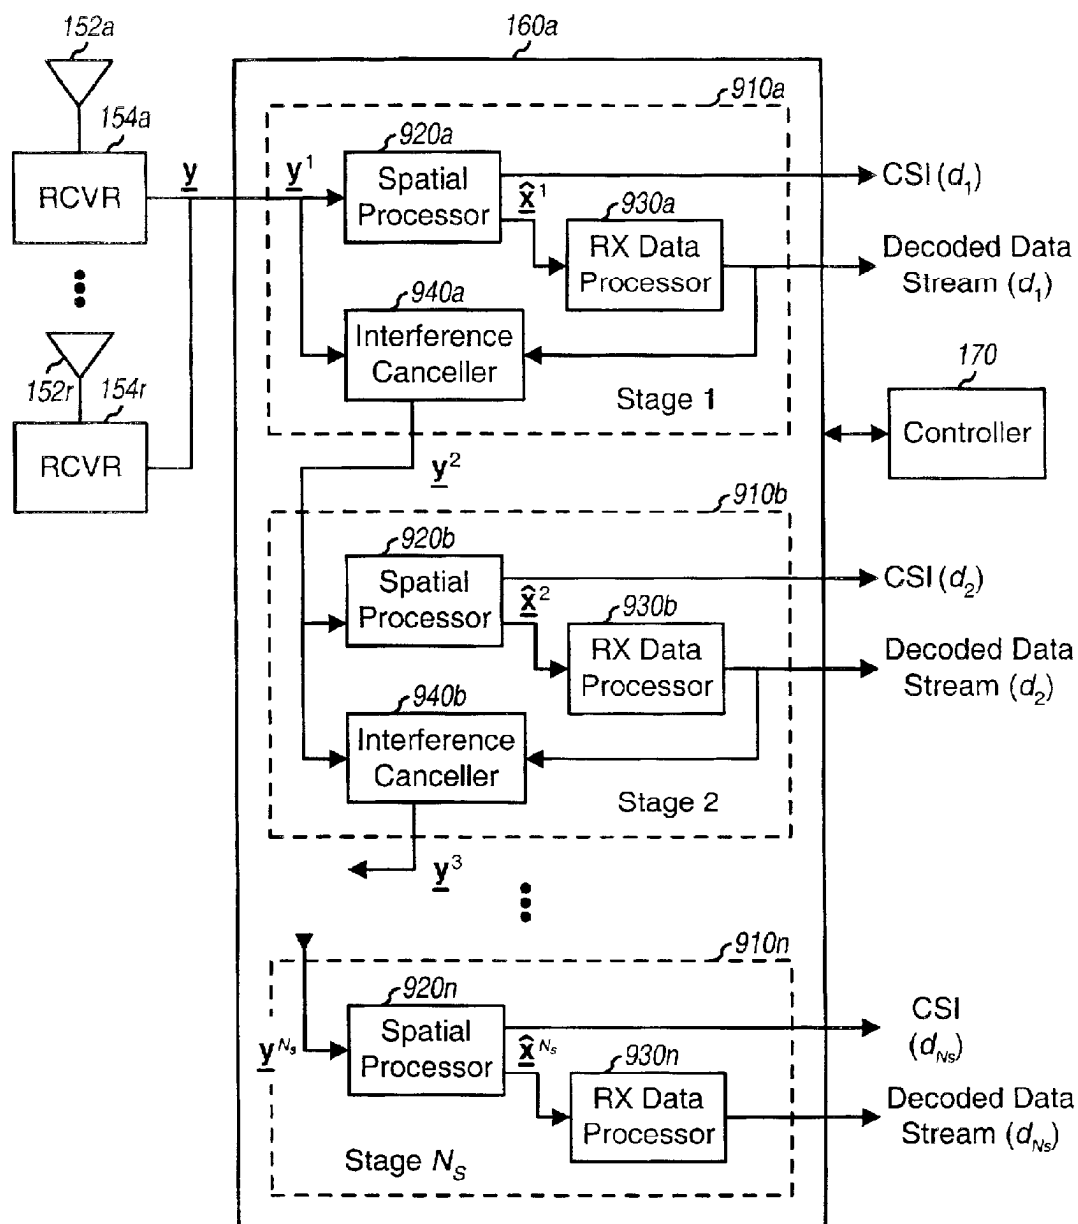 152a
160a
910a
154a
920a
RCVR
y
y¹
Spatial
Processor
CSI (d₁)
x̂¹
930a
RX Data
Processor
Decoded Data
Stream (d₁)
940a
Interference
Canceller
152r
154r
170
Stage 1
Controller
RCVR
y²
910b
920b
Spatial
Processor
CSI (d₂)
x̂²
930b
RX Data
Processor
Decoded Data
Stream (d₂)
940b
Interference
Canceller
Stage 2
y³
910n
920n
Spatial
Processor
CSI
(d_Ns)
y^Ns
x̂^Ns
930n
RX Data
Processor
Decoded Data
Stream (d_Ns)
Stage N_S